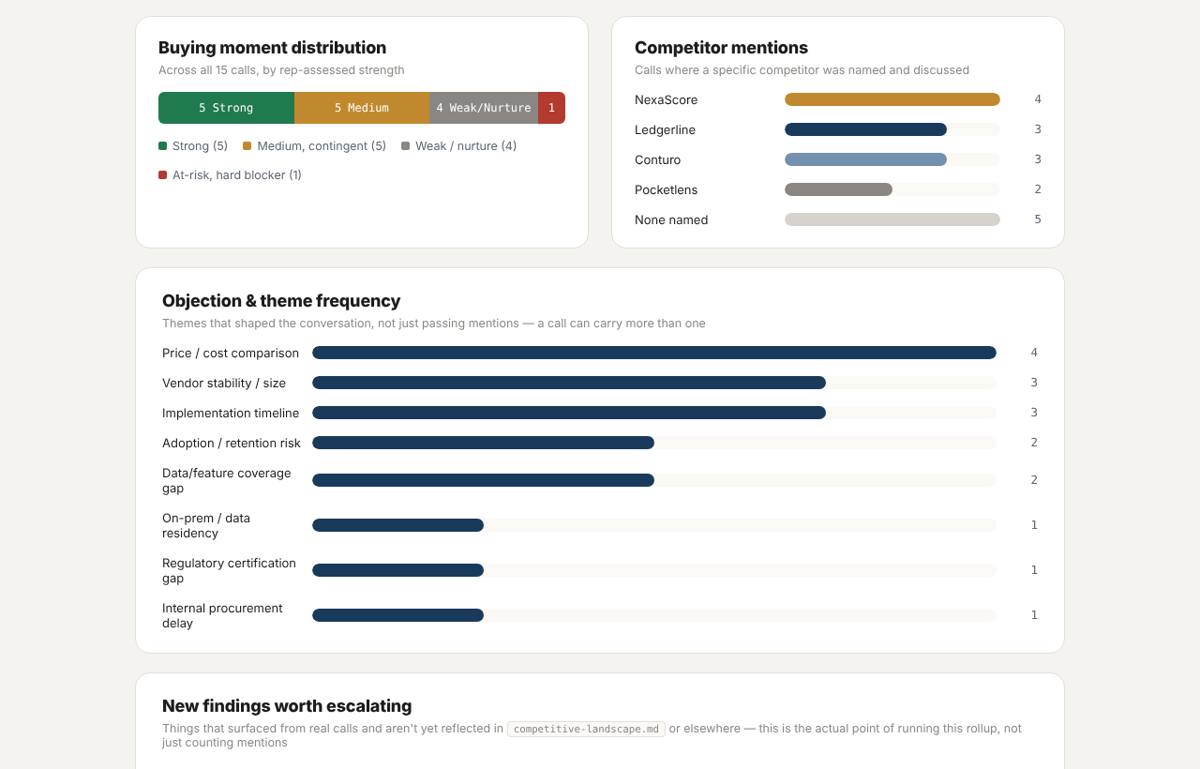 Buying moment distribution
Across all 15 calls, by rep-assessed strength
5 Strong
5 Medium
4 Weak/Nurture
1
Strong (5)
Medium, contingent (5)
Weak / nurture (4)
At-risk, hard blocker (1)
Competitor mentions
Calls where a specific competitor was named and discussed
NexaScore 4
Ledgerline 3
Conturo 3
Pocketlens 2
None named 5
Objection & theme frequency
Themes that shaped the conversation, not just passing mentions — a call can carry more than one
Price / cost comparison 4
Vendor stability / size 3
Implementation timeline 3
Adoption / retention risk 2
Data/feature coverage
gap 2
On-prem / data
residency 1
Regulatory certification
gap 1
Internal procurement
delay 1
New findings worth escalating
Things that surfaced from real calls and aren't yet reflected in competitive-landscape.md or elsewhere — this is the actual point of running this rollup, not
just counting mentions